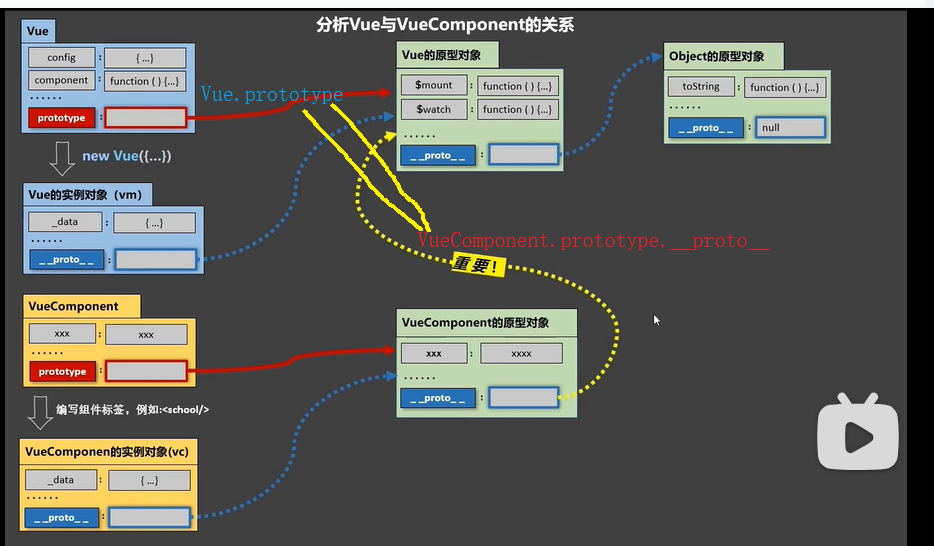 分析Vue与VueComponent的关系
Vue
config : { ...}
component : function ( ) {...}
······
prototype :
new Vue({...})
Vue.prototype
Vue的原型对象
$mount : function ( ) {...}
$watch : function ( ) {...}
······
__proto__ :
Object的原型对象
toString : function ( ) {...}
······
__proto__ : null
Vue的实例对象（vm）
_data : { ...}
······
__proto__ :
VueComponent.prototype.__proto__
重要！
VueComponent
xxx : xxx
······
prototype :
编写组件标签，例如:<school/>
VueComponent的原型对象
xxx : xxxx
······
__proto__ :
VueComponen的实例对象(vc)
_data : { ...}
······
__proto__ :